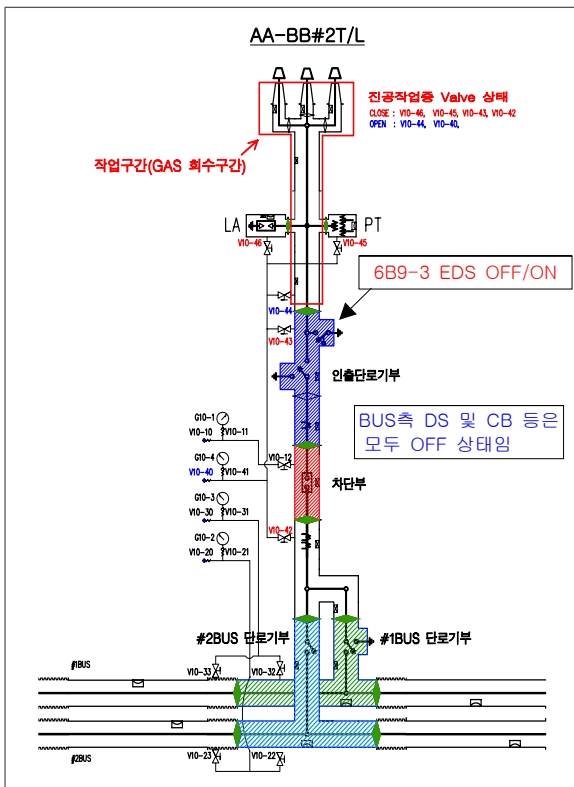 AA-BB#2T/L
진공작업중 Valve 상태
CLOSE : V10-46, V10-45, V10-43, V10-42
OPEN : V10-44, V10-40,
작업구간(GAS 회수구간)
LA
PT
V10-46
V10-45
6B9-3 EDS OFF/ON
V10-44
V10-43
인출단로기부
BUS측 DS 및 CB 등은
모두 OFF 상태임
G10-1
V10-10
V10-11
G10-4
V10-12
V10-40
V10-41
차단부
G10-3
V10-30
V10-31
V10-42
G10-2
V10-20
V10-21
#2BUS 단로기부
#1BUS 단로기부
#1BUS
V10-33
V10-32
#2BUS
V10-23
V10-22